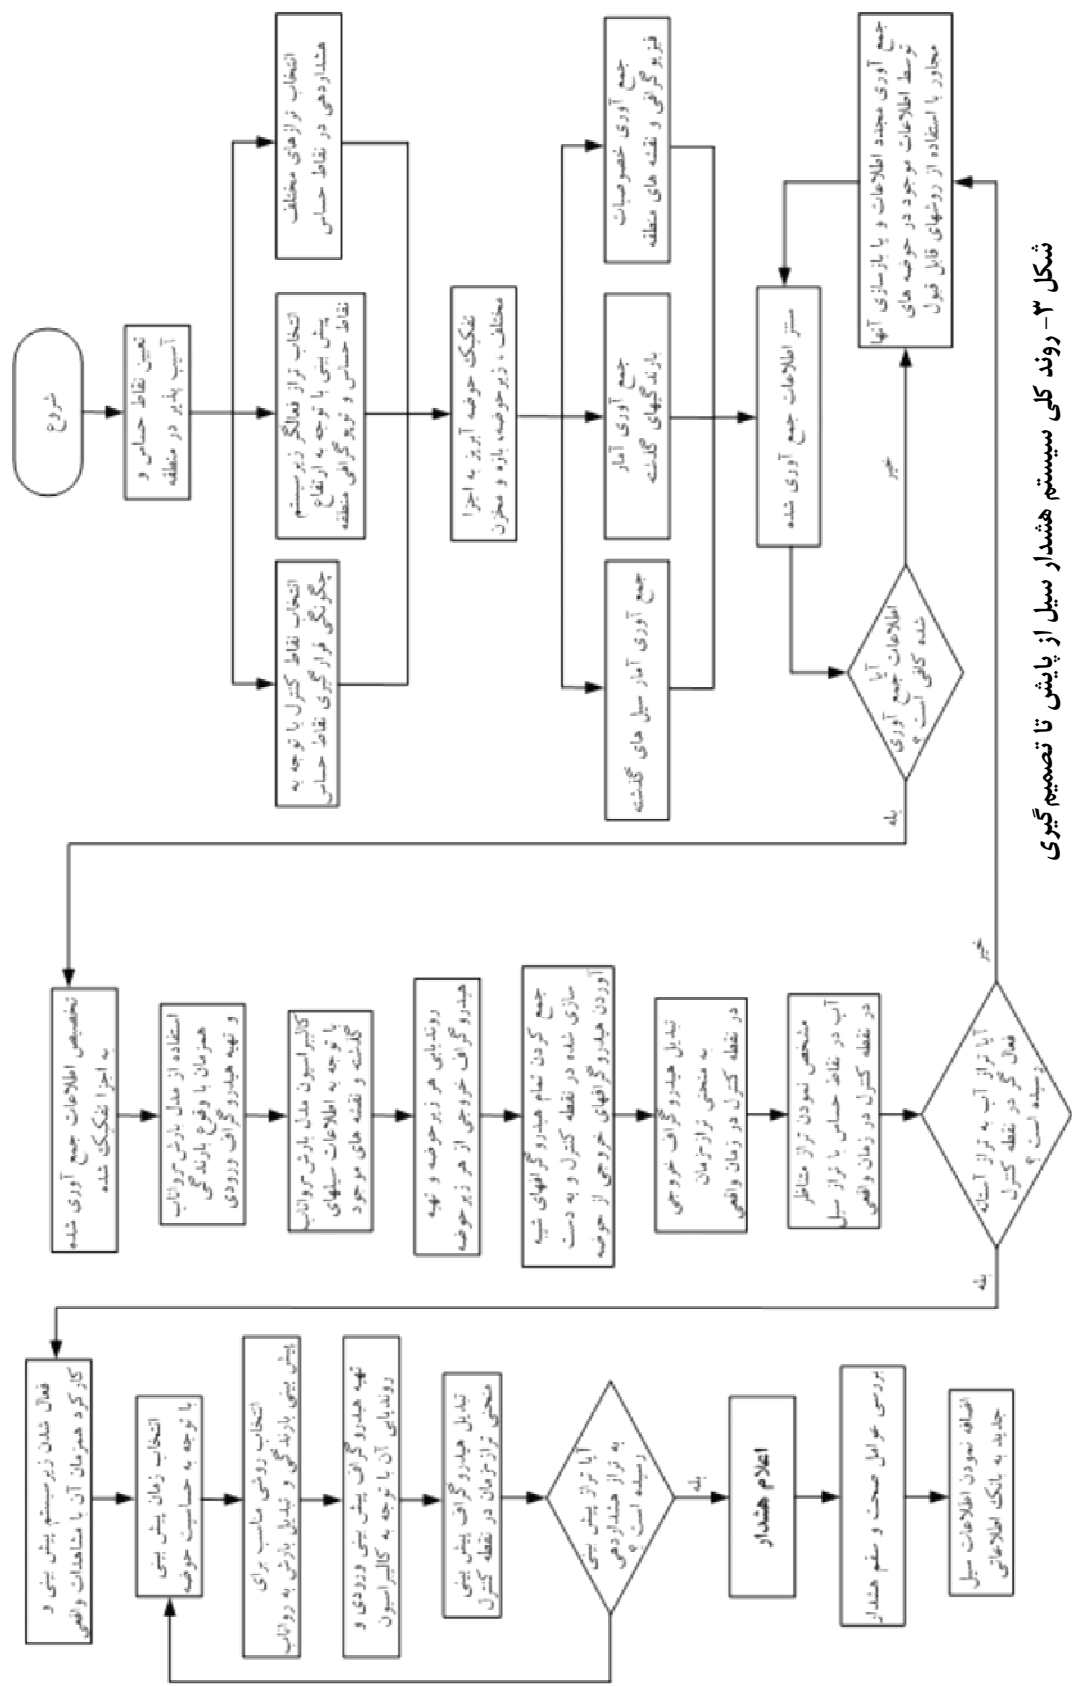 شروع
تعیین نقاط حساس و
آسیب پذیر در منطقه
انتخاب نقاط کنترل با توجه به
چگونگی قرارگیری نقاط حساس
انتخاب تراز فعالگر زیرسیستم
پیش بینی با توجه به ارتفاع
نقاط حساس و توپوگرافی منطقه
انتخاب ترازهای مختلف
هشداردهی در نقاط حساس
تفکیک حوضه آبریز به اجزا
مختلف ، زیرحوضه، بازه و مخزن
جمع آوری آمار سیل های گذشته
جمع آوری آمار
بارندگیهای گذشته
جمع آوری خصوصیات
فیزیوگرافی و نقشه های منطقه
سنتز اطلاعات جمع آوری شده
آیا
اطلاعات جمع آوری
شده کافی است ؟
خیر
بله
جمع آوری مجدد اطلاعات و یا بازسازی آنها
توسط اطلاعات موجود در حوضه های
مجاور با استفاده از روشهای قابل قبول
تخصیص اطلاعات جمع آوری شده
به اجزا تفکیک شده
استفاده از مدل بارش-رواناب
همزمان با وقوع بارندگی
و تهیه هیدروگراف ورودی
کالیبراسیون مدل بارش-رواناب
با توجه به اطلاعات سیلهای
گذشته و نقشه های موجود
روندیابی هر زیرحوضه و تهیه
هیدروگراف خروجی از هر زیرحوضه
جمع کردن تمام هیدروگرافهای شبیه
سازی شده در نقطه کنترل و به دست
آوردن هیدروگرافهای خروجی از حوضه
تبدیل هیدروگراف خروجی
به منحنی تراز-زمان
در نقطه کنترل در زمان واقعی
مشخص نمودن تراز متناظر
آب در نقاط حساس با تراز سیل
در نقطه کنترل در زمان واقعی
آیا تراز آب به تراز آستانه
فعال گر در نقطه کنترل
رسیده است ؟
خیر
بله
فعال شدن زیرسیستم پیش بینی و
کارکرد همزمان آن با مشاهدات واقعی
انتخاب زمان پیش بینی
با توجه به حساسیت حوضه
انتخاب روشی مناسب برای
پیش بینی بارندگی و تبدیل بارش به رواناب
تهیه هیدروگراف پیش بینی ورودی و
روندیابی آن با توجه به کالیبراسیون
تبدیل هیدروگراف پیش بینی
منحنی تراز-زمان در نقطه کنترل
آیا تراز پیش بینی
به تراز هشداردهی
رسیده است ؟
بله
اعلام هشدار
بررسی عوامل صحت و سقم هشدار
اضافه نمودن اطلاعات سیل
جدید به بانک اطلاعاتی
شکل ۳- روند کلی سیستم هشدار سیل از پایش تا تصمیم گیری